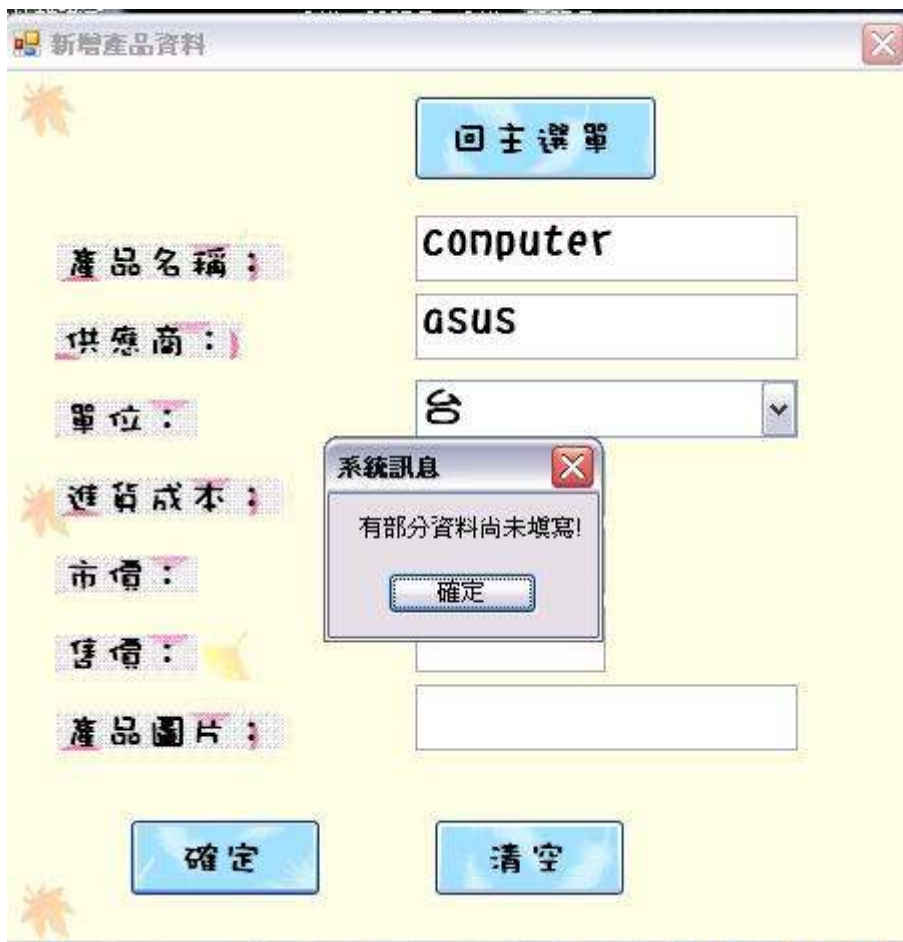 新增產品資料
回主選單
產品名稱：
computer
供應商：
asus
單位：
台
系統訊息
進貨成本：
有部分資料尚未填寫!
確定
市價：
售價：
產品圖片：
確定
清空